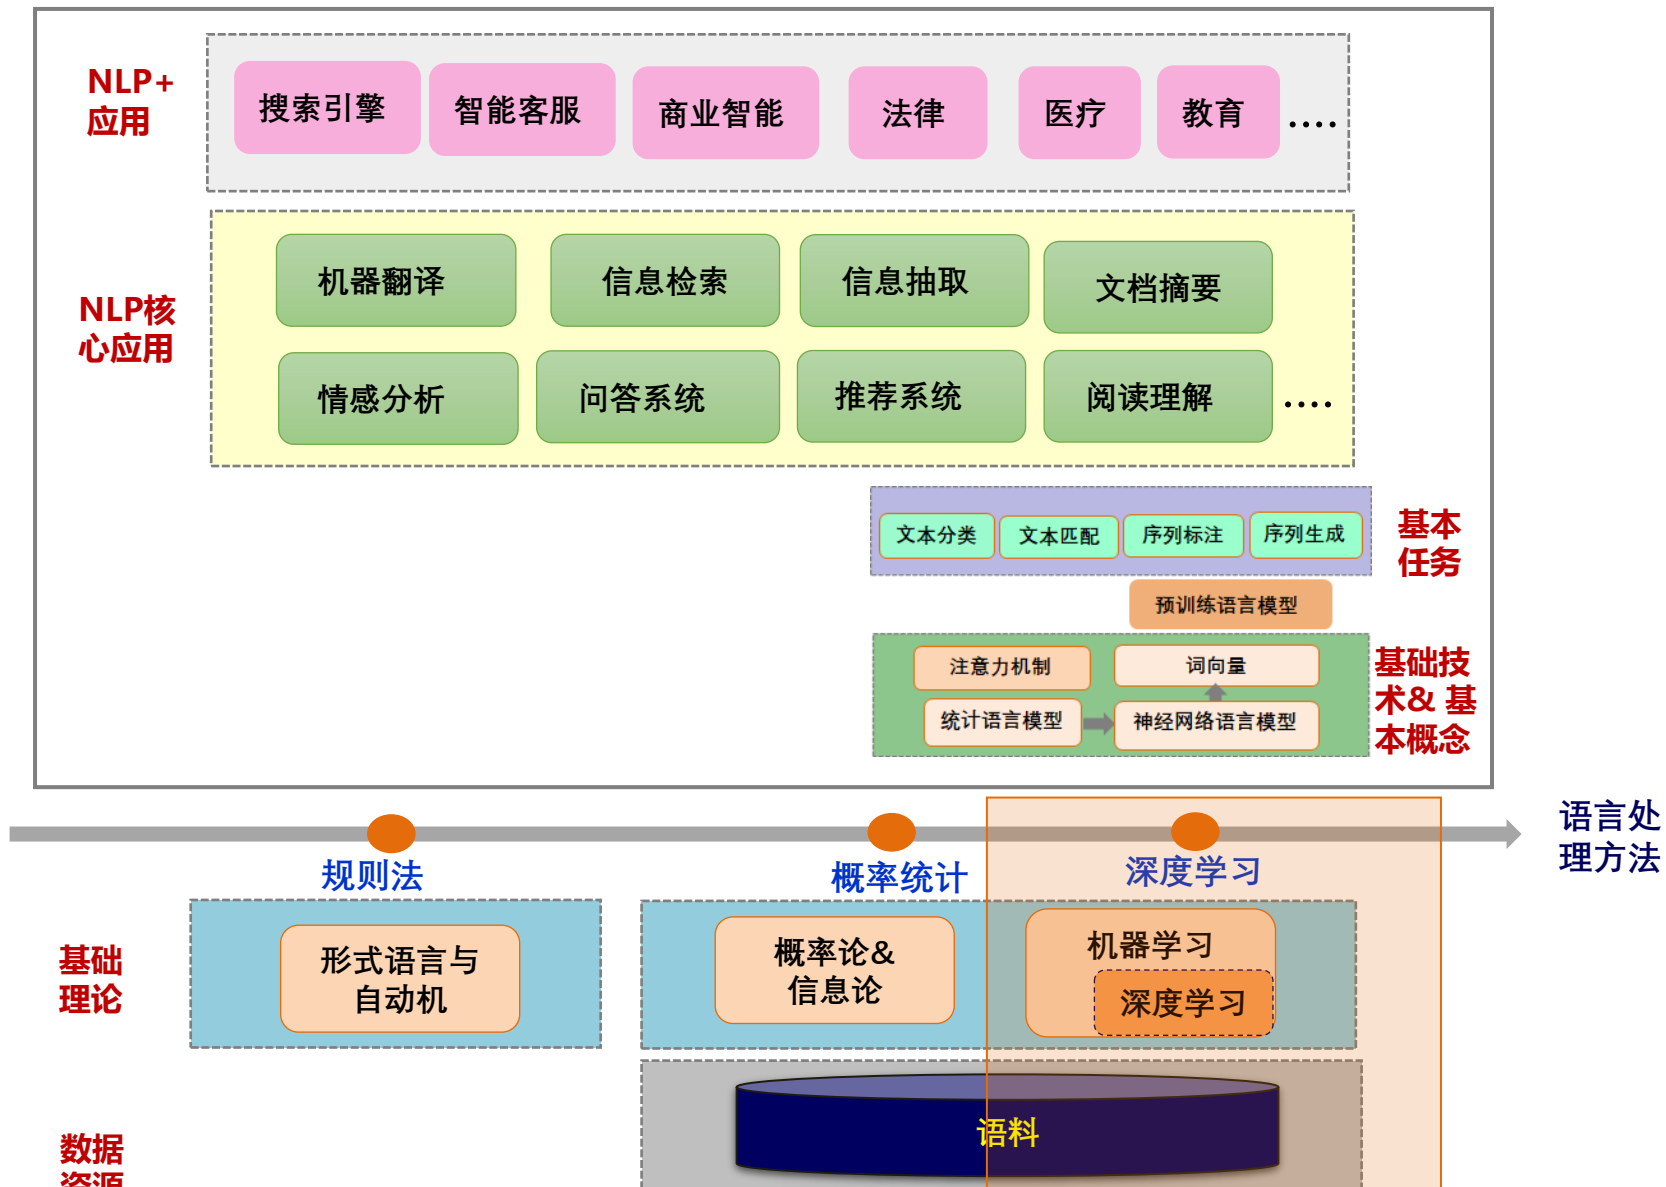 NLP+
应用
搜索引擎
智能客服
商业智能
法律
医疗
教育
....
NLP核
心应用
机器翻译
信息检索
信息抽取
文档摘要
情感分析
问答系统
推荐系统
阅读理解
....
文本分类
文本匹配
序列标注
序列生成
基本
任务
预训练语言模型
注意力机制
词向量
统计语言模型
神经网络语言模型
基础技
术& 基
本概念
语言处
理方法
规则法
概率统计
深度学习
基础
理论
形式语言与
自动机
概率论&
信息论
机器学习
深度学习
数据
资源
语料